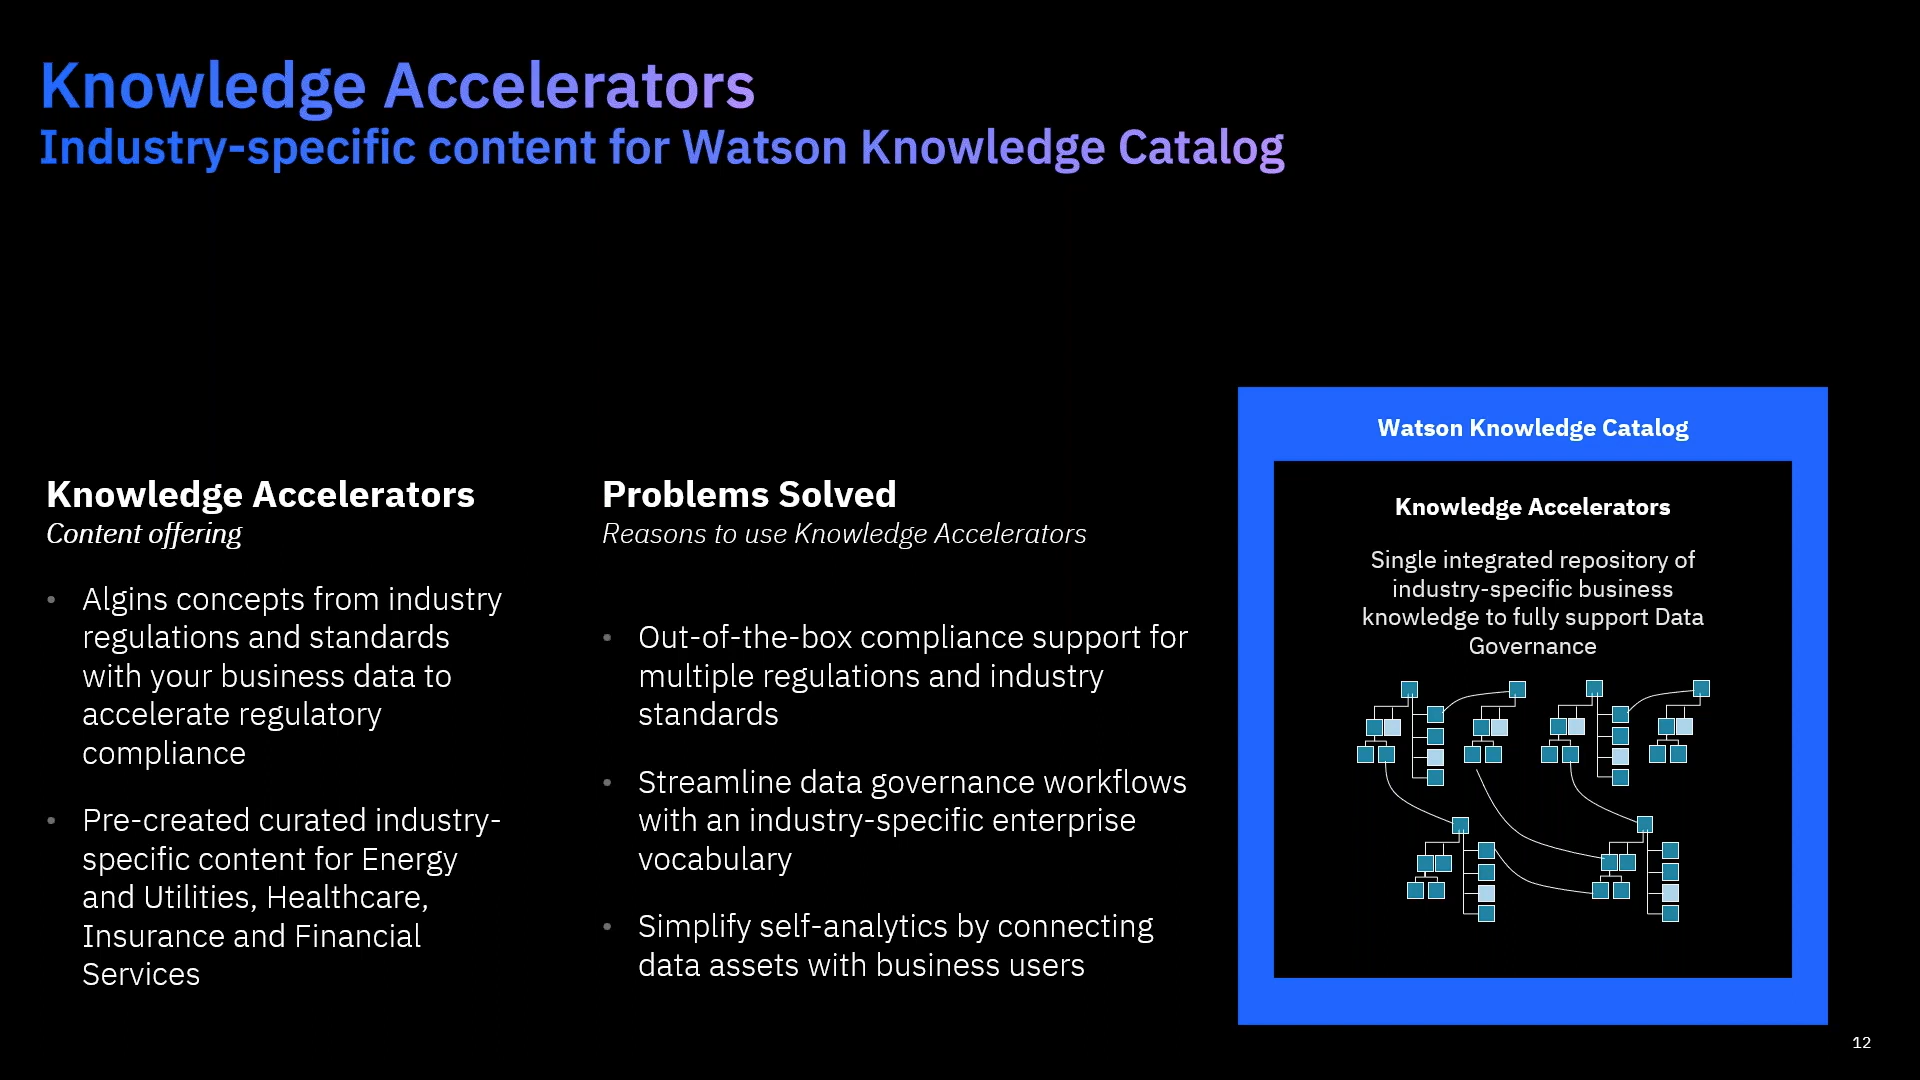 Knowledge Accelerators
Industry-specific content for Watson Knowledge Catalog
Knowledge Accelerators
Content offering
• Algins concepts from industry
regulations and standards
with your business data to
accelerate regulatory
compliance
• Pre-created curated industry-
specific content for Energy
and Utilities, Healthcare,
Insurance and Financial
Services
Problems Solved
Reasons to use Knowledge Accelerators
• Out-of-the-box compliance support for
multiple regulations and industry
standards
• Streamline data governance workflows
with an industry-specific enterprise
vocabulary
• Simplify self-analytics by connecting
data assets with business users
Watson Knowledge Catalog
Knowledge Accelerators
Single integrated repository of
industry-specific business
knowledge to fully support Data
Governance
12